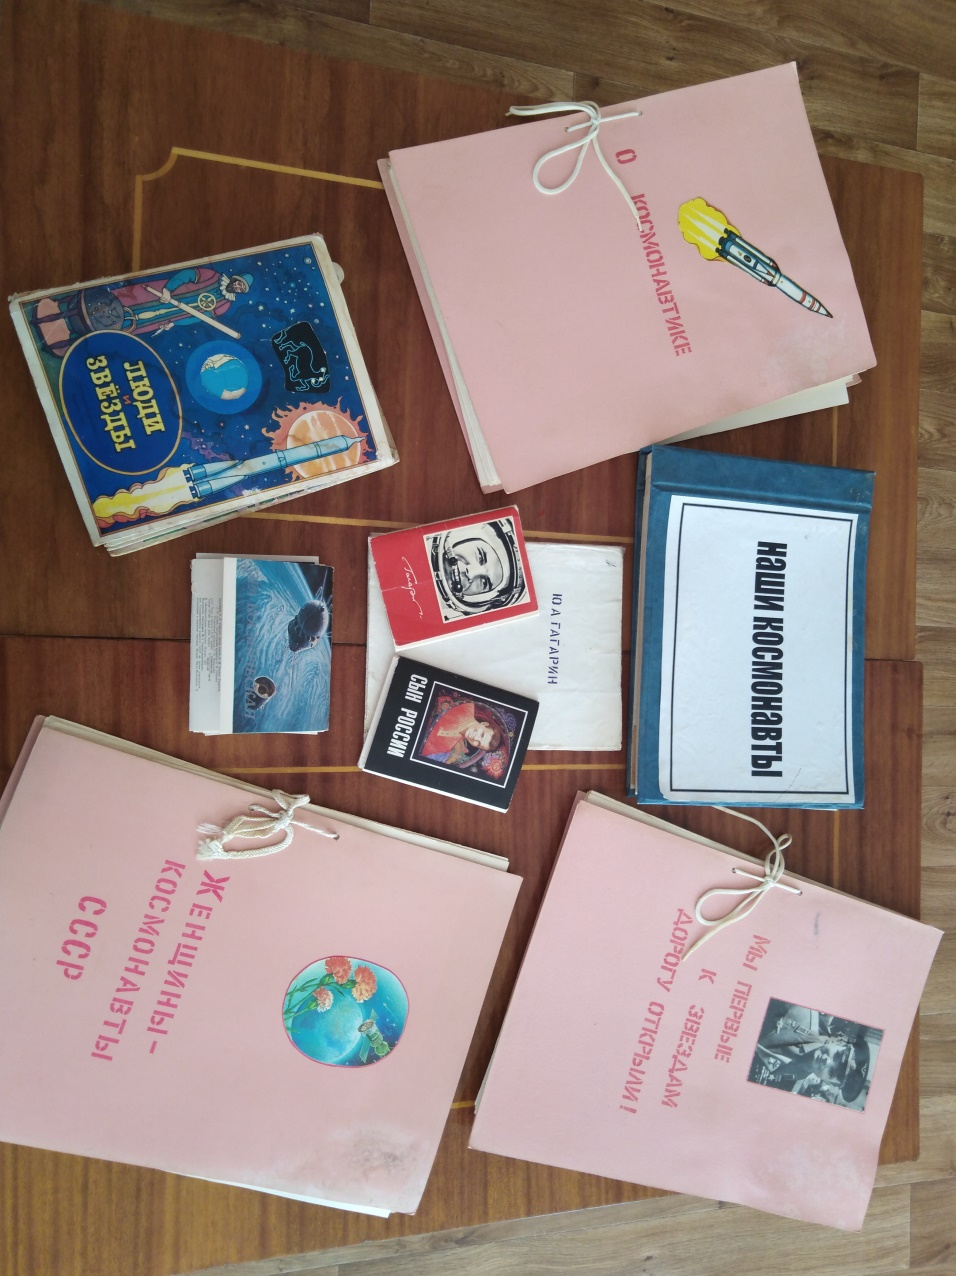 О КОСМОНАВТИКЕ
ЛЮДИ
И
ЗВЁЗДЫ
НАШИ КОСМОНАВТЫ
Ю А ГАГАРИН
СЫН РОССИИ
ЖЕНЩИНЫ –
КОСМОНАВТЫ
СССР
МЫ ПЕРВЫЕ
К ЗВЕЗДАМ
ДОРОГУ ОТКРЫЛИ!